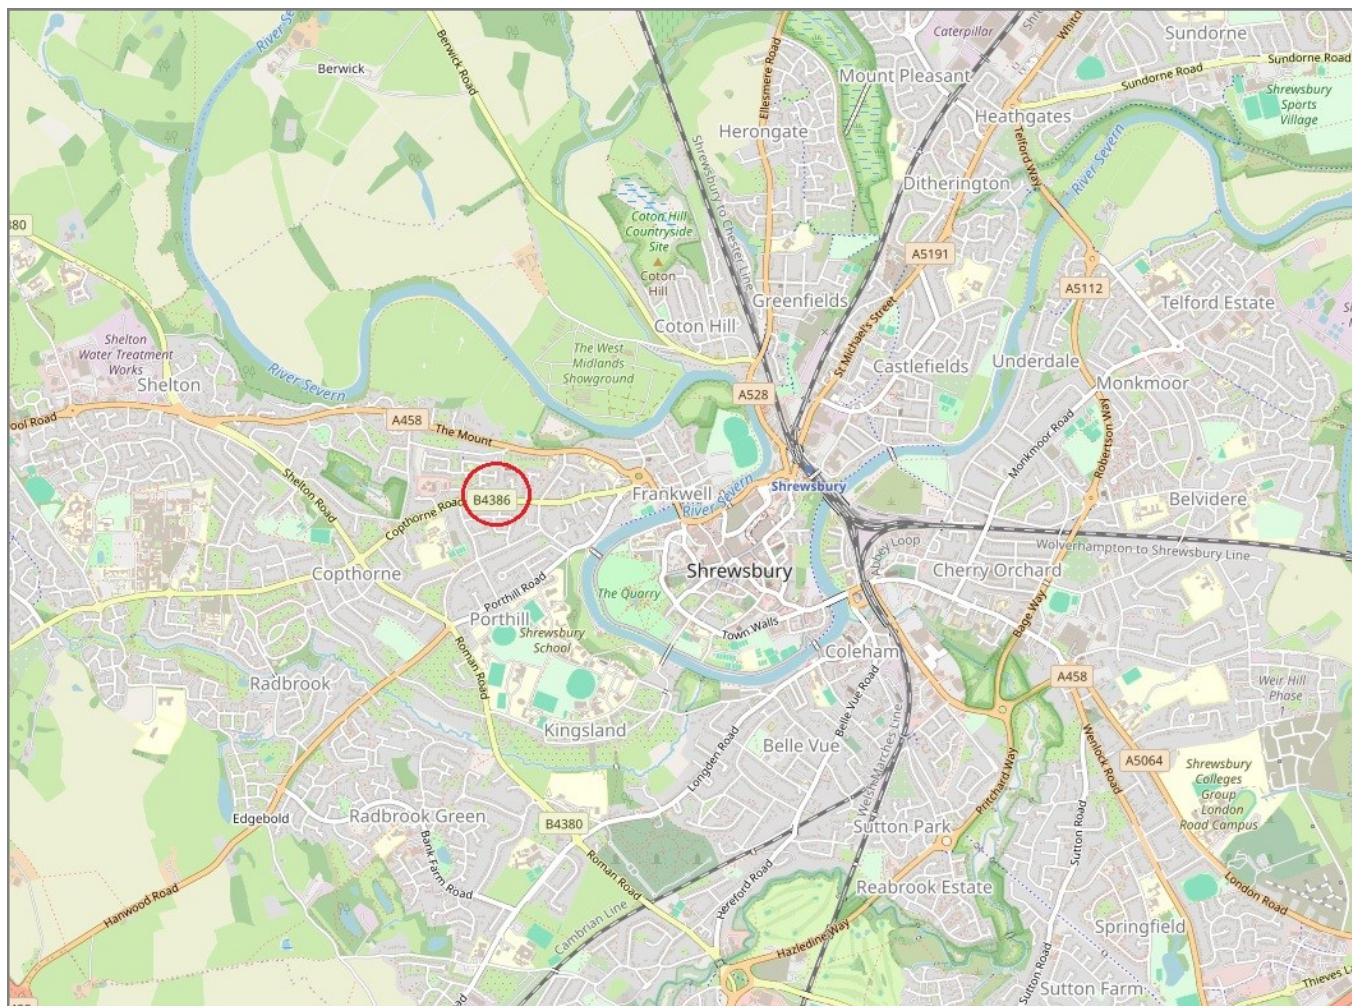 River Se
Berwick
Berwick Road
Ellesmere Road
Caterpillar
Whitch
Sundorne
Sundorne Road
Sundorne Road
Mount Pleasant
Shrewsbury
Sports
Village
Herongate
Heathgates
Telford Way
River Severn
Ditherington
Shrewsbury to Chester Line
Coton Hill
Countryside
Site
Coton
Hill
A5191
A5112
Greenfields
Telford Estate
St Michael's Street
Coton Hill
Shelton
Water Treatment
Works
The West
Midlands
Showground
River Severn
Underdale
Castlefields
Shelton
Monkmoor
A528
ool Road
A458
The Mount
Monkmoor Road
Robertson Way
Shelton Road
B4386
Copthorne Road
Frankwell
River Severn
Shrewsbury
Belvidere
Abbey Loop
Wolverhampton to Shrewsbury Line
Copthorne
Shrewsbury
Cherry Orchard
Porthill Road
The Quarry
Bage Way
Porthill
Shrewsbury
School
Town Walls
Coleham
Roman Road
Radbrook
A458
Weir Hill
Phase
1
Belle Vue Road
Kingsland
Longden Road
Belle Vue
Welsh Marches Line
Wenlock Road
A5064
Pritchard Way
Shrewsbury
Colleges
Group
London
Road Campus
Edgebold
Radbrook Green
B4380
Sutton Park
Bank Farm Road
Roman Road
Sutton Road
Hereford Road
Reabrook Estate
London Road
Hanwood Road
Cambrian Line
Hazledine Way
Springfield
Sutton Road
Sutton Farm
Thieves La